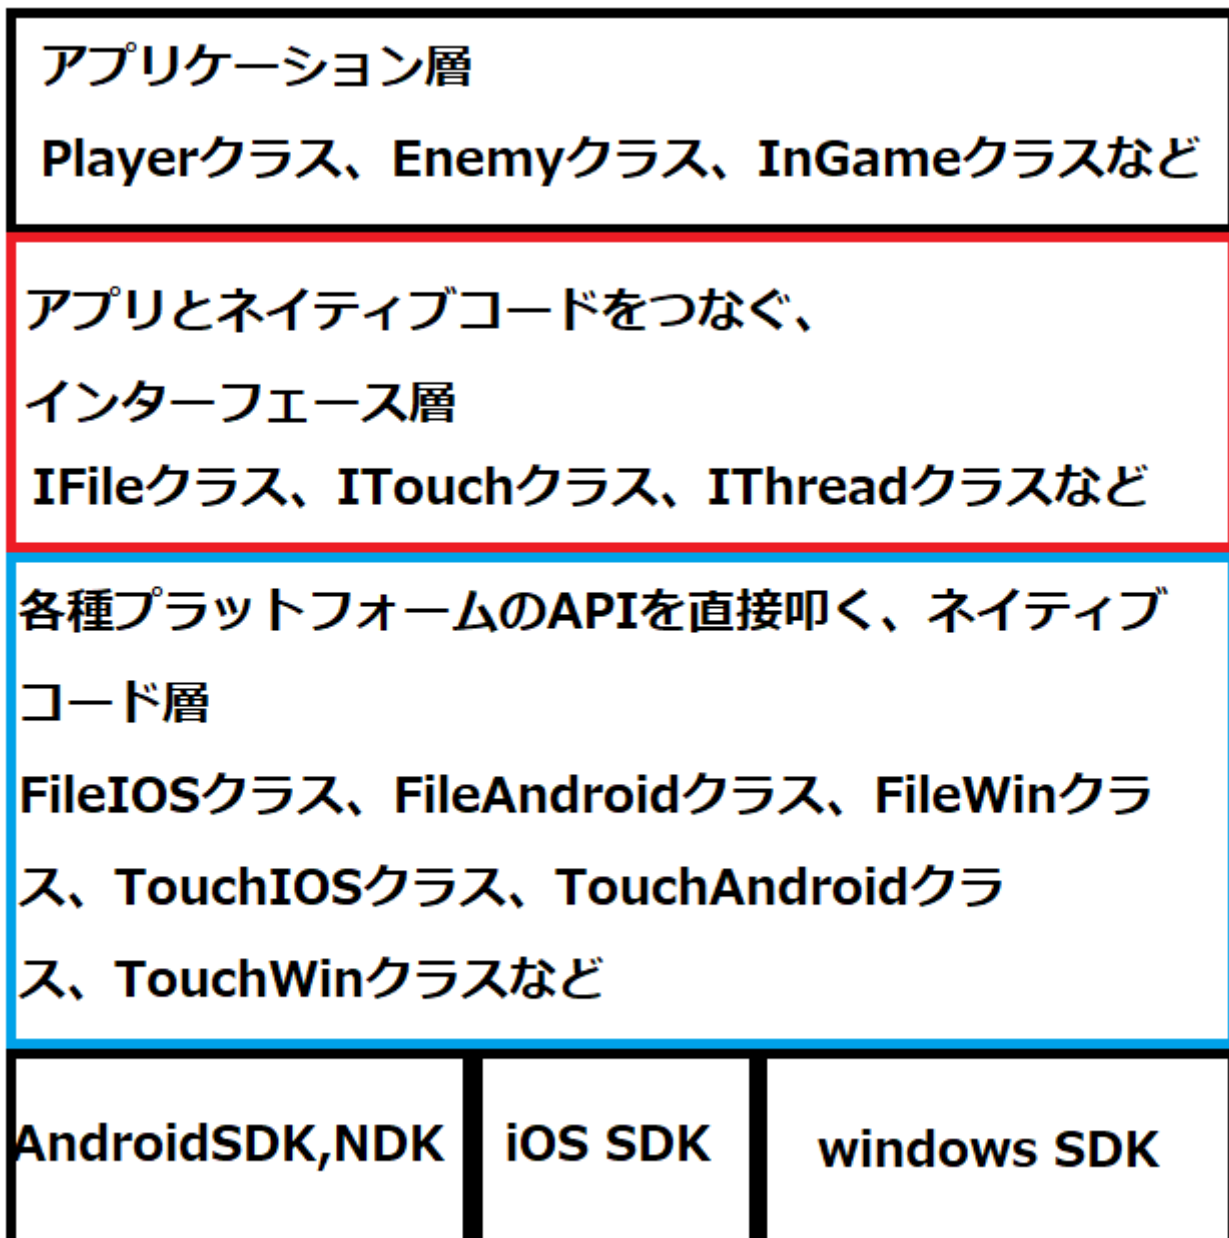 アプリケーション層
Playerクラス、Enemyクラス、InGameクラスなど
アプリとネイティブコードをつなぐ、
インターフェース層
IFileクラス、ITouchクラス、IThreadクラスなど
各種プラットフォームのAPIを直接叩く、ネイティブ
コード層
FileIOSクラス、FileAndroidクラス、FileWinクラ
ス、TouchIOSクラス、TouchAndroidクラ
ス、TouchWinクラスなど
AndroidSDK,NDK
iOS SDK
windows SDK